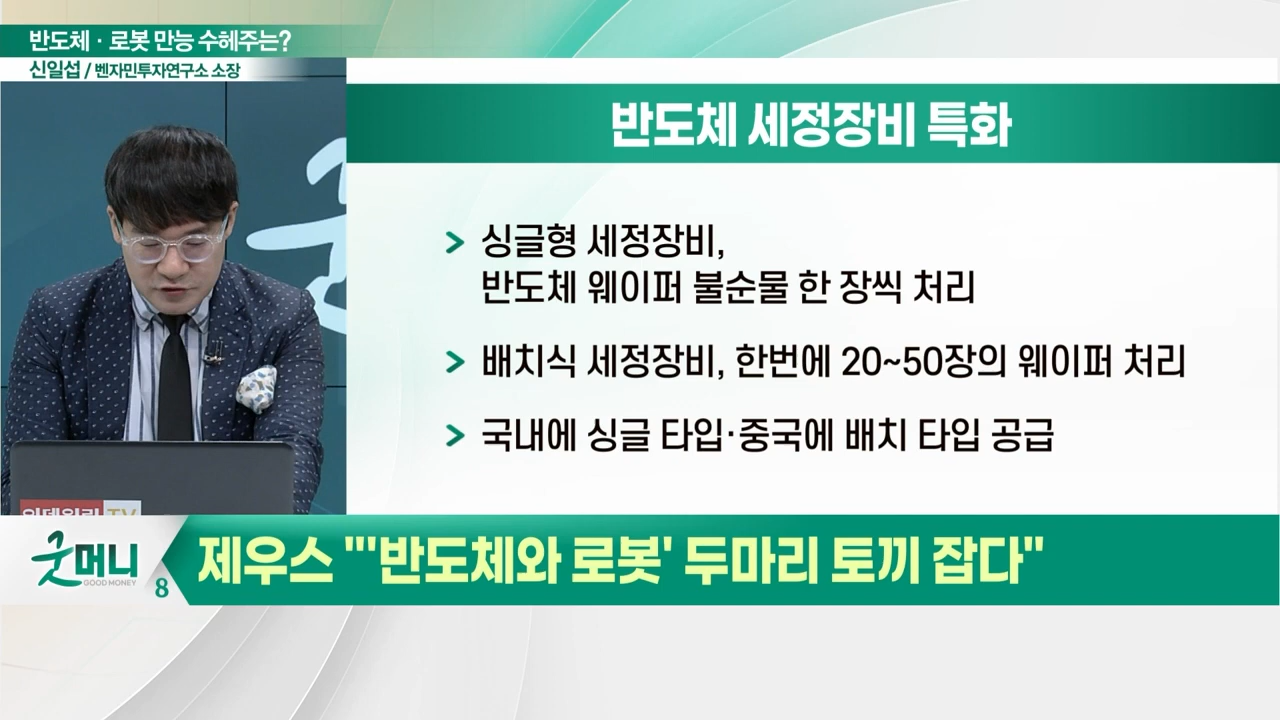 반도체 · 로봇 만능 수혜주는?
신일섭 / 벤자민투자연구소 소장
반도체 세정장비 특화
> 싱글형 세정장비,
반도체 웨이퍼 불순물 한 장씩 처리
> 배치식 세정장비, 한번에 20~50장의 웨이퍼 처리
> 국내에 싱글 타입·중국에 배치 타입 공급
이데일리 TV
굿머니
GOOD MONEY
8
제우스 "'반도체와 로봇' 두마리 토끼 잡다"